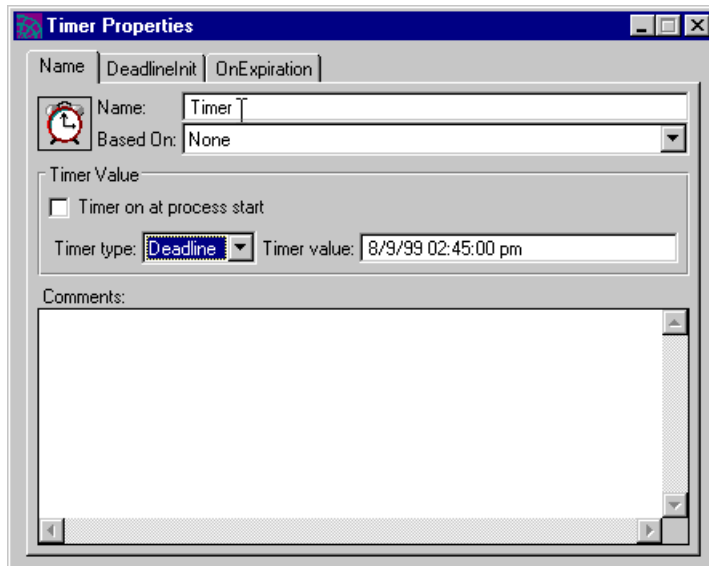 Timer Properties
Name DeadlineInit OnExpiration
Name: Timer
Based On: None
Timer Value
Timer on at process start
Timer type: Deadline Timer value: 8/9/99 02:45:00 pm
Comments: